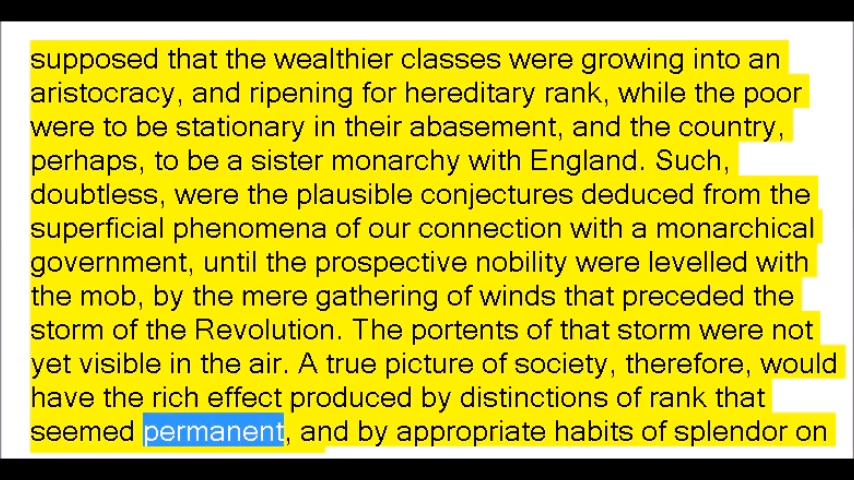 supposed that the wealthier classes were growing into an
aristocracy, and ripening for hereditary rank, while the poor
were to be stationary in their abasement, and the country,
perhaps, to be a sister monarchy with England. Such,
doubtless, were the plausible conjectures deduced from the
superficial phenomena of our connection with a monarchical
government, until the prospective nobility were levelled with
the mob, by the mere gathering of winds that preceded the
storm of the Revolution. The portents of that storm were not
yet visible in the air. A true picture of society, therefore, would
have the rich effect produced by distinctions of rank that
seemed permanent, and by appropriate habits of splendor on